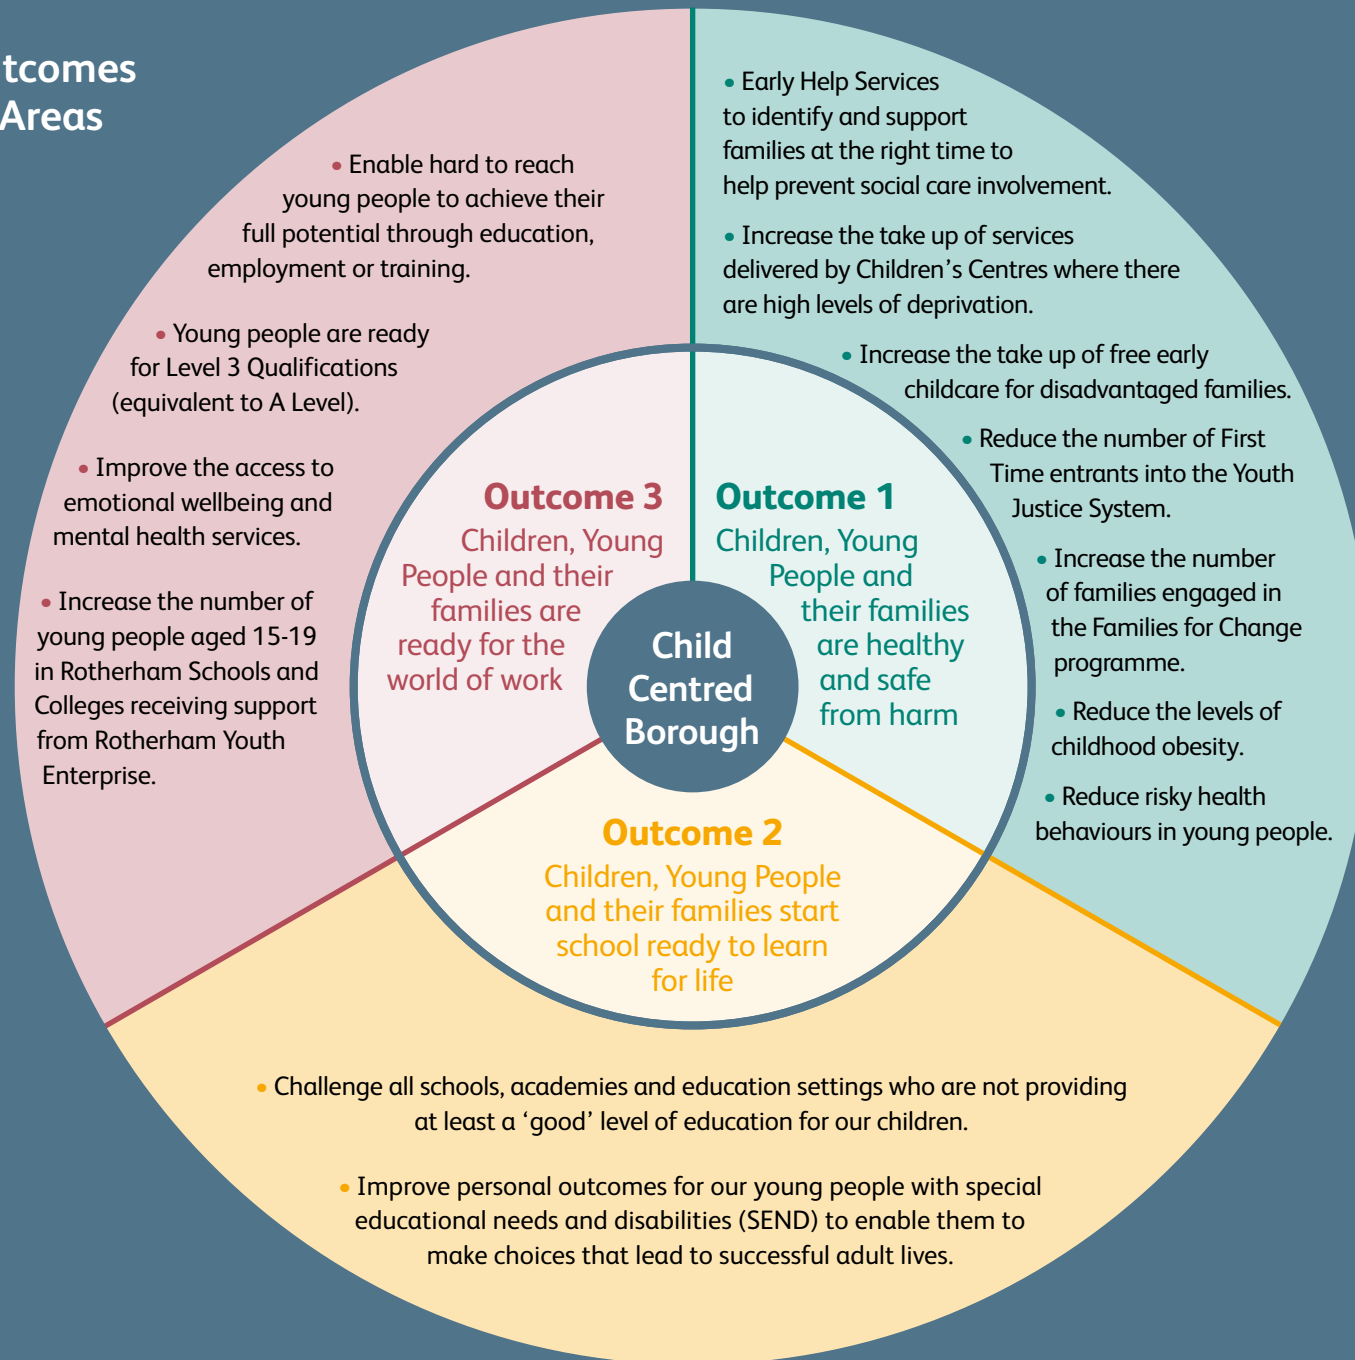 tcomes
Areas
• Enable hard to reach
young people to achieve their
full potential through education,
employment or training.
• Young people are ready
for Level 3 Qualifications
(equivalent to A Level).
• Improve the access to
emotional wellbeing and
mental health services.
• Increase the number of
young people aged 15-19
in Rotherham Schools and
Colleges receiving support
from Rotherham Youth
Enterprise.
• Early Help Services
to identify and support
families at the right time to
help prevent social care involvement.
• Increase the take up of services
delivered by Children’s Centres where there
are high levels of deprivation.
• Increase the take up of free early
childcare for disadvantaged families.
• Reduce the number of First
Time entrants into the Youth
Justice System.
• Increase the number
of families engaged in
the Families for Change
programme.
• Reduce the levels of
childhood obesity.
• Reduce risky health
behaviours in young people.
Outcome 3
Children, Young
People and their
families are
ready for the
world of work
Outcome 1
Children, Young
People and
their families
are healthy
and safe
from harm
Child
Centred
Borough
Outcome 2
Children, Young People
and their families start
school ready to learn
for life
• Challenge all schools, academies and education settings who are not providing
at least a ‘good’ level of education for our children.
• Improve personal outcomes for our young people with special
educational needs and disabilities (SEND) to enable them to
make choices that lead to successful adult lives.